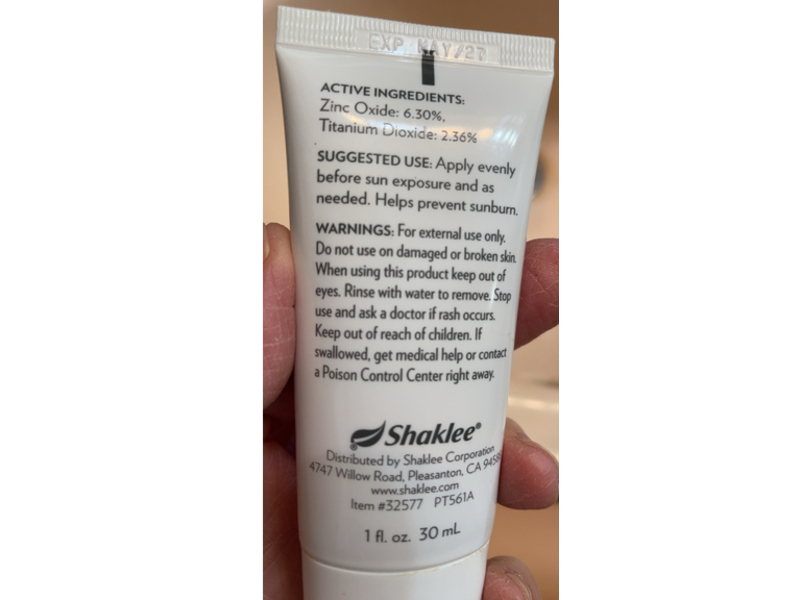 EXP MAY/27
ACTIVE INGREDIENTS:
Zinc Oxide: 6.30%,
Titanium Dioxide: 2.36%
SUGGESTED USE: Apply evenly
before sun exposure and as
needed. Helps prevent sunburn.
WARNINGS: For external use only.
Do not use on damaged or broken skin.
When using this product keep out of
eyes. Rinse with water to remove. Stop
use and ask a doctor if rash occurs.
Keep out of reach of children. If
swallowed, get medical help or contact
a Poison Control Center right away.
Shaklee®
Distributed by Shaklee Corporation
4747 Willow Road, Pleasanton, CA
www.shaklee.com
Item #32577 PT561A
1 fl. oz. 30 mL